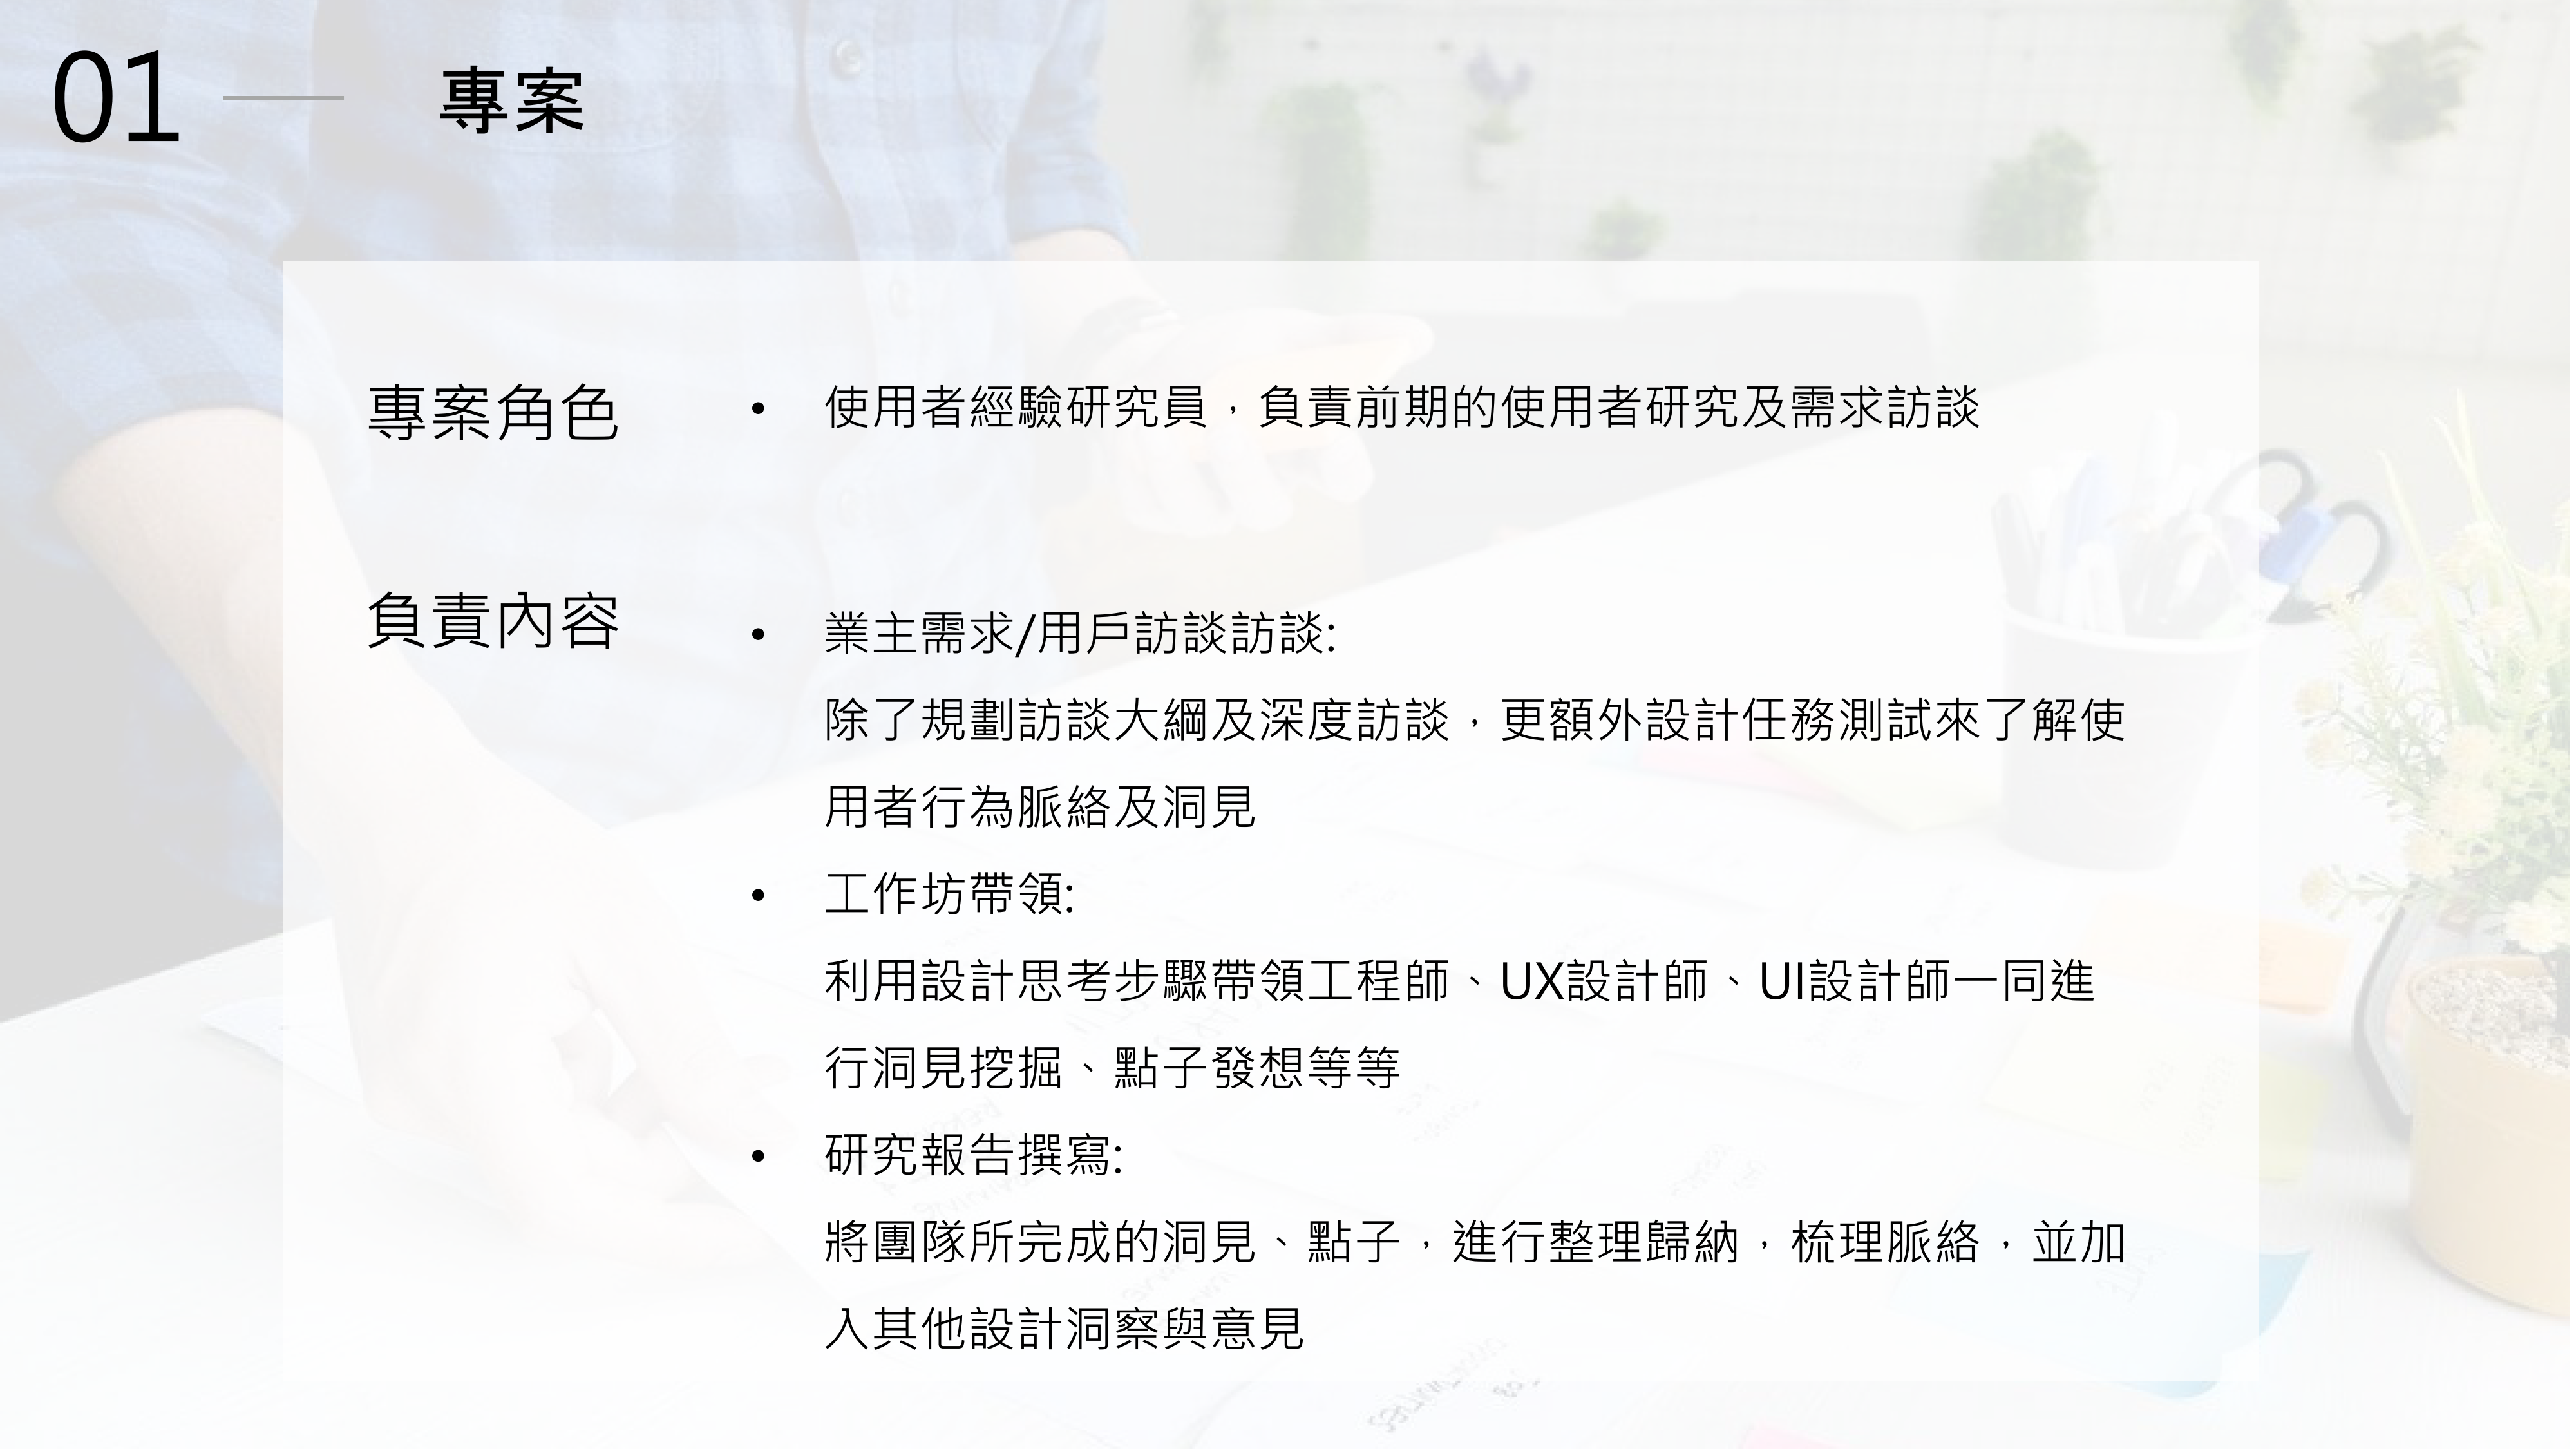 01
專案
專案角色
• 使用者經驗研究員，負責前期的使用者研究及需求訪談
負責內容
• 業主需求/用戶訪談訪談:
除了規劃訪談大綱及深度訪談，更額外設計任務測試來了解使
用者行為脈絡及洞見
• 工作坊帶領:
利用設計思考步驟帶領工程師、UX設計師、UI設計師一同進
行洞見挖掘、點子發想等等
• 研究報告撰寫:
將團隊所完成的洞見、點子，進行整理歸納，梳理脈絡，並加
入其他設計洞察與意見